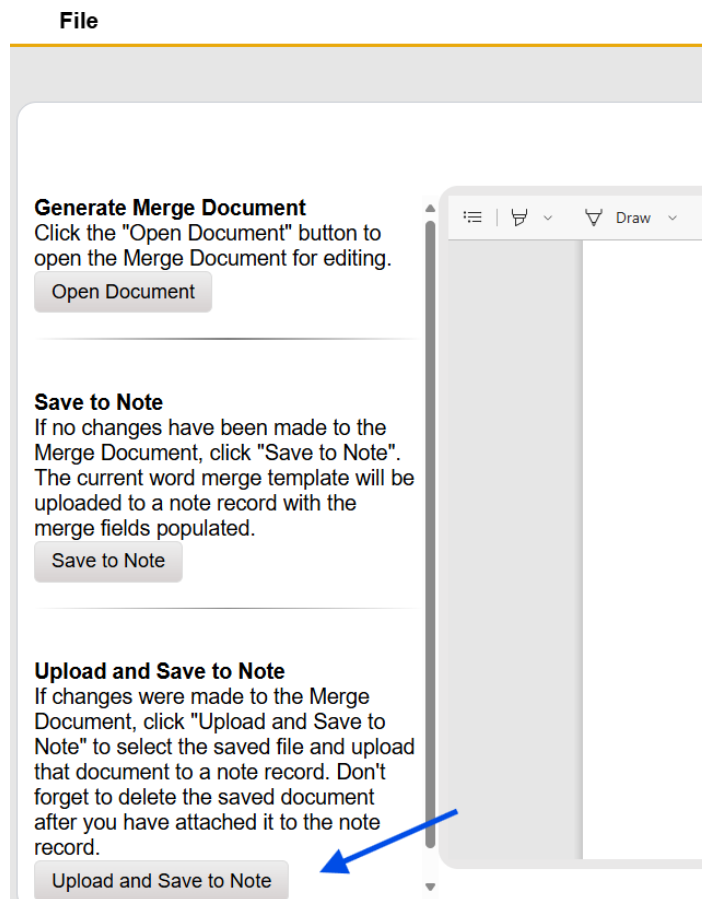 File
Generate Merge Document
Click the "Open Document" button to
open the Merge Document for editing.
Open Document
Save to Note
If no changes have been made to the
Merge Document, click "Save to Note".
The current word merge template will be
uploaded to a note record with the
merge fields populated.
Save to Note
Upload and Save to Note
If changes were made to the Merge
Document, click "Upload and Save to
Note" to select the saved file and upload
that document to a note record. Don't
forget to delete the saved document
after you have attached it to the note
record.
Upload and Save to Note
Draw